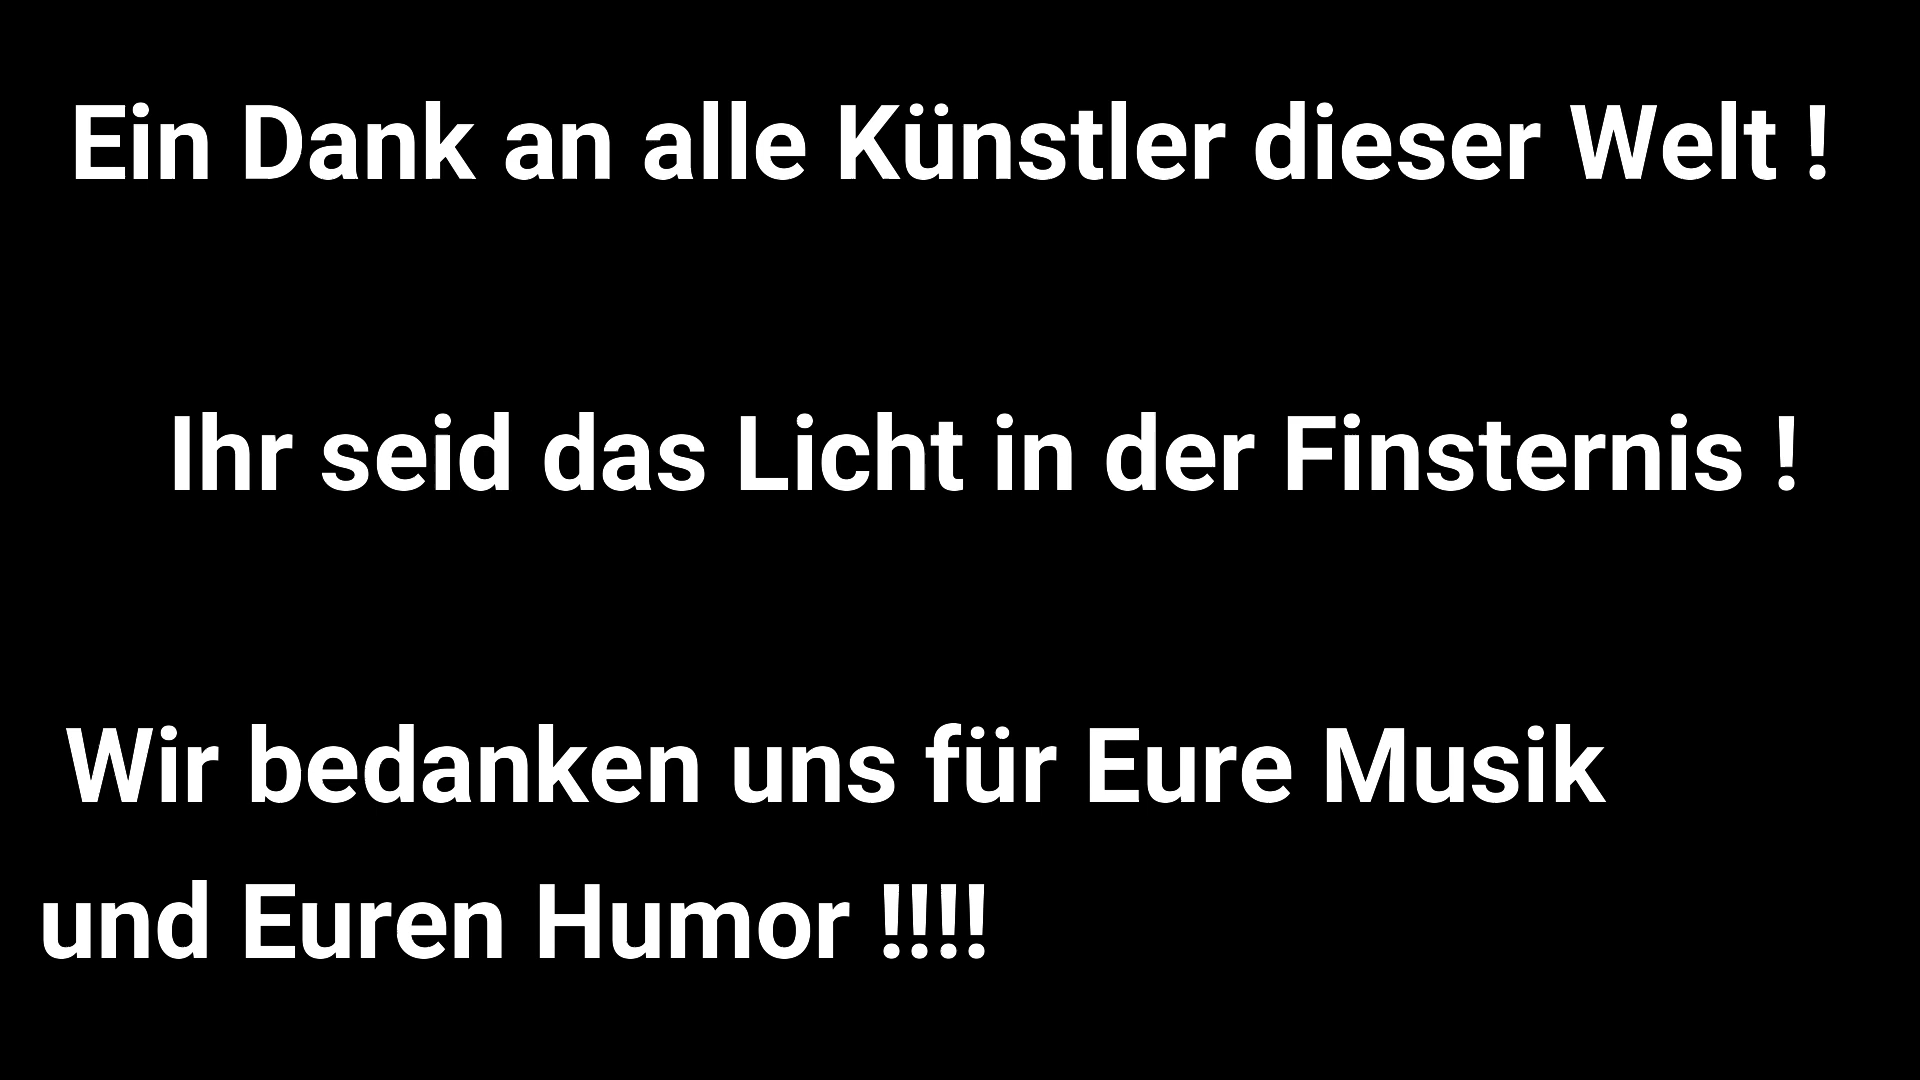 Ein Dank an alle Künstler dieser Welt !
Ihr seid das Licht in der Finsternis !
Wir bedanken uns für Eure Musik
und Euren Humor !!!!